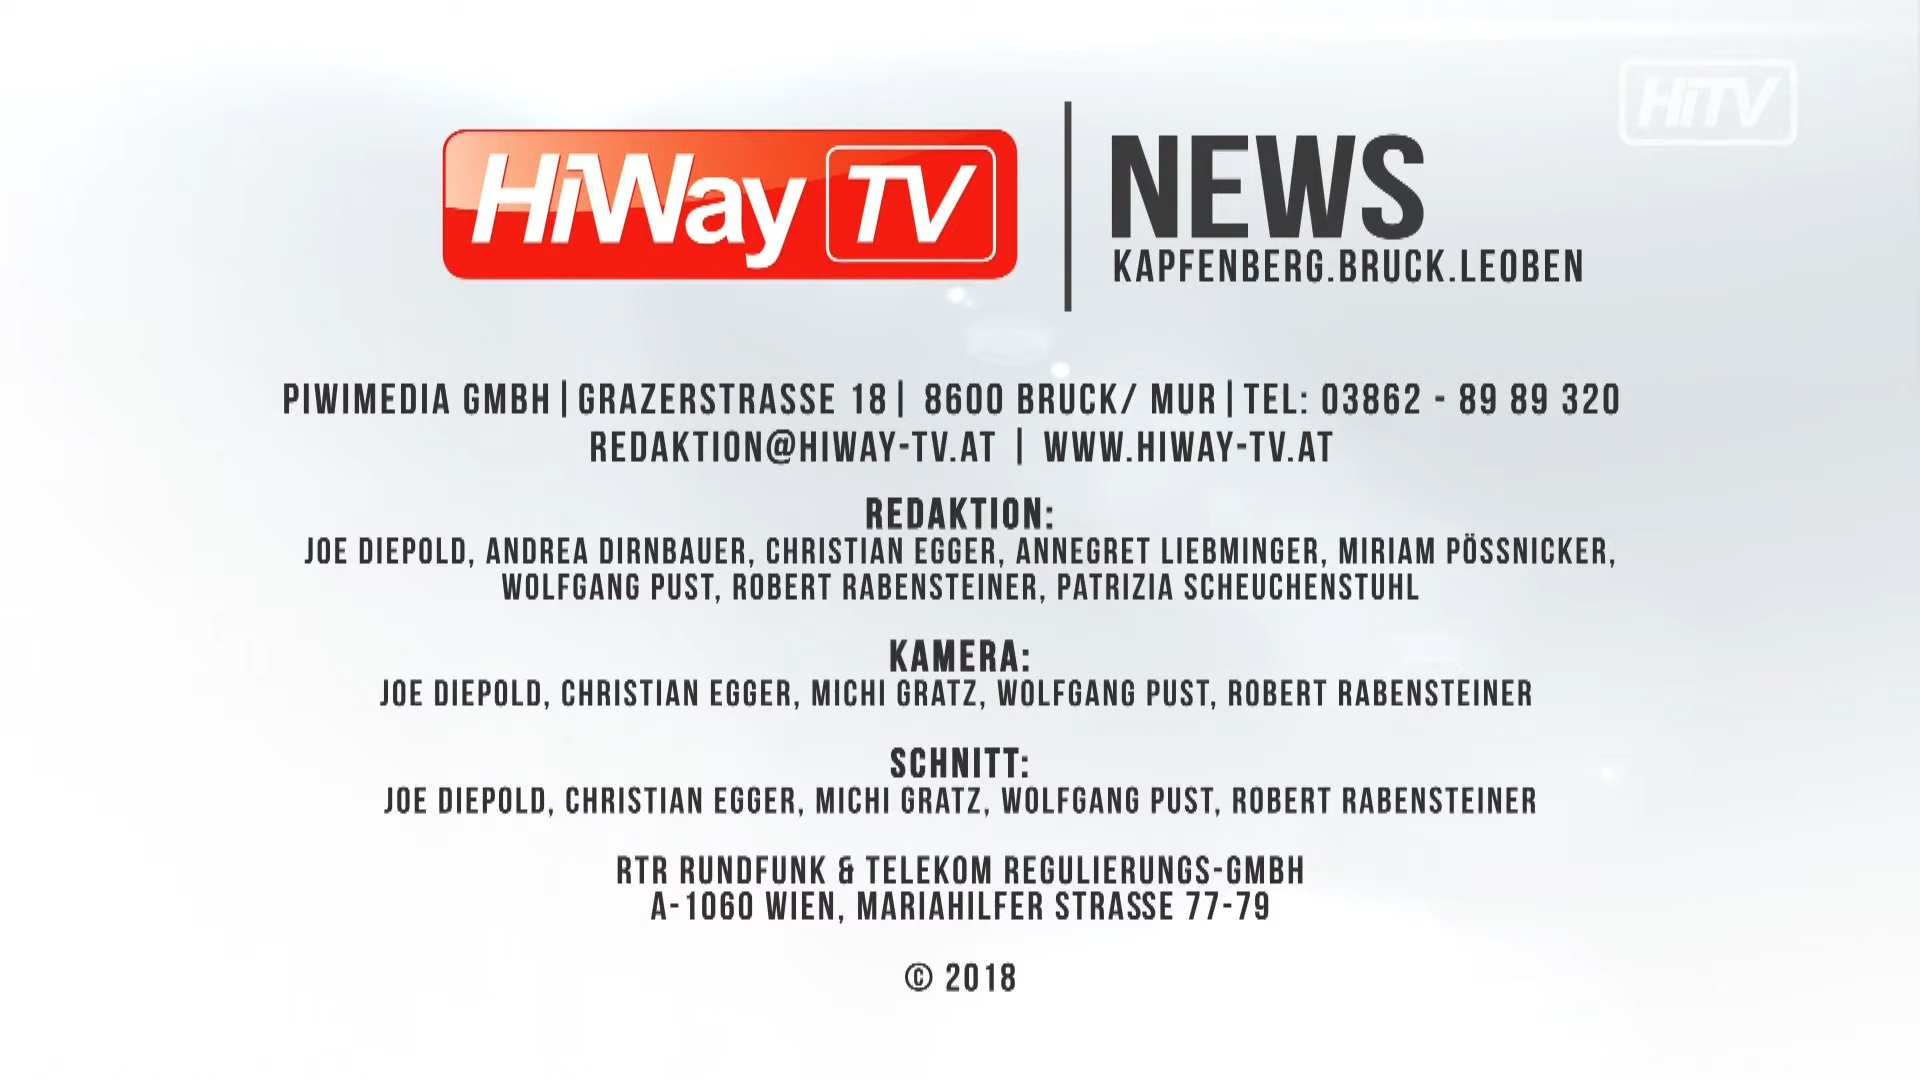 HiTV
HiWay TV
NEWS
KAPFENBERG.BRUCK.LEOBEN
PIWIMEDIA GMBH|GRAZERSTRASSE 18| 8600 BRUCK/ MUR|TEL: 03862 - 89 89 320
REDAKTION@HIWAY-TV.AT | WWW.HIWAY-TV.AT
REDAKTION:
JOE DIEPOLD, ANDREA DIRNBAUER, CHRISTIAN EGGER, ANNEGRET LIEBMINGER, MIRIAM PÖSSNICKER,
WOLFGANG PUST, ROBERT RABENSTEINER, PATRIZIA SCHEUCHENSTUHL
KAMERA:
JOE DIEPOLD, CHRISTIAN EGGER, MICHI GRATZ, WOLFGANG PUST, ROBERT RABENSTEINER
SCHNITT:
JOE DIEPOLD, CHRISTIAN EGGER, MICHI GRATZ, WOLFGANG PUST, ROBERT RABENSTEINER
RTR RUNDFUNK & TELEKOM REGULIERUNGS-GMBH
A-1060 WIEN, MARIAHILFER STRASSE 77-79
© 2018